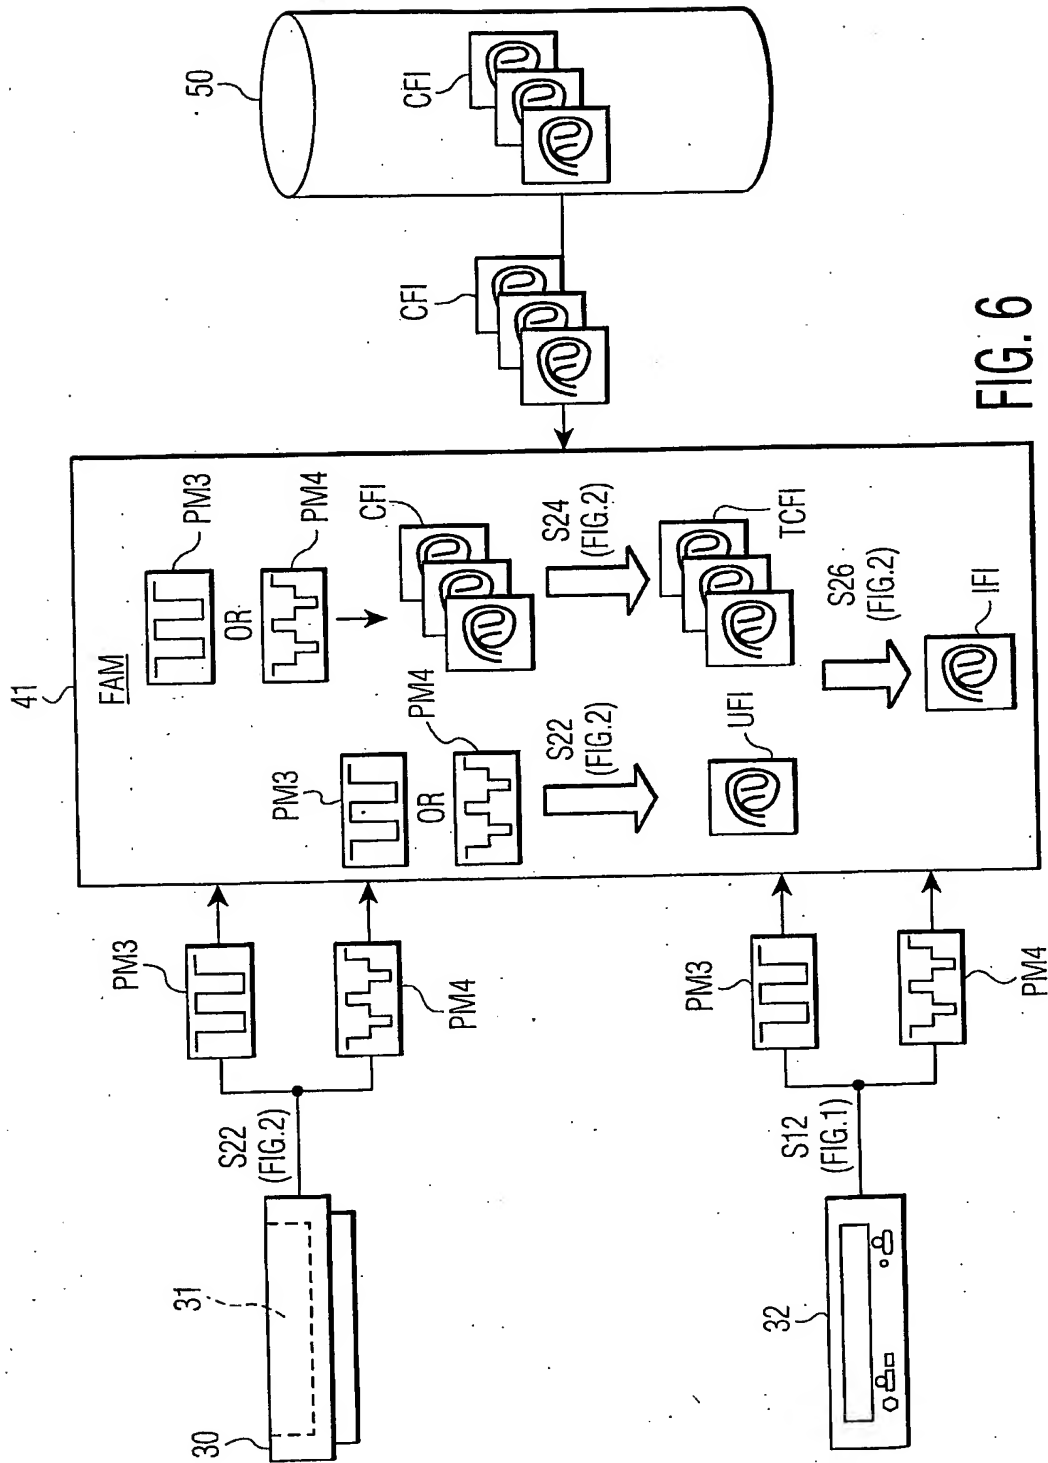 30
31
S22
(FIG.2)
PM3
PM4
32
S12
(FIG.1)
PM3
PM4
41
FAM
PM3
OR
PM4
S22
(FIG.2)
UFI
PM3
OR
PM4
CFI
S24
(FIG.2)
TCFI
S26
(FIG.2)
IFI
CFI
50
CFI
FIG. 6